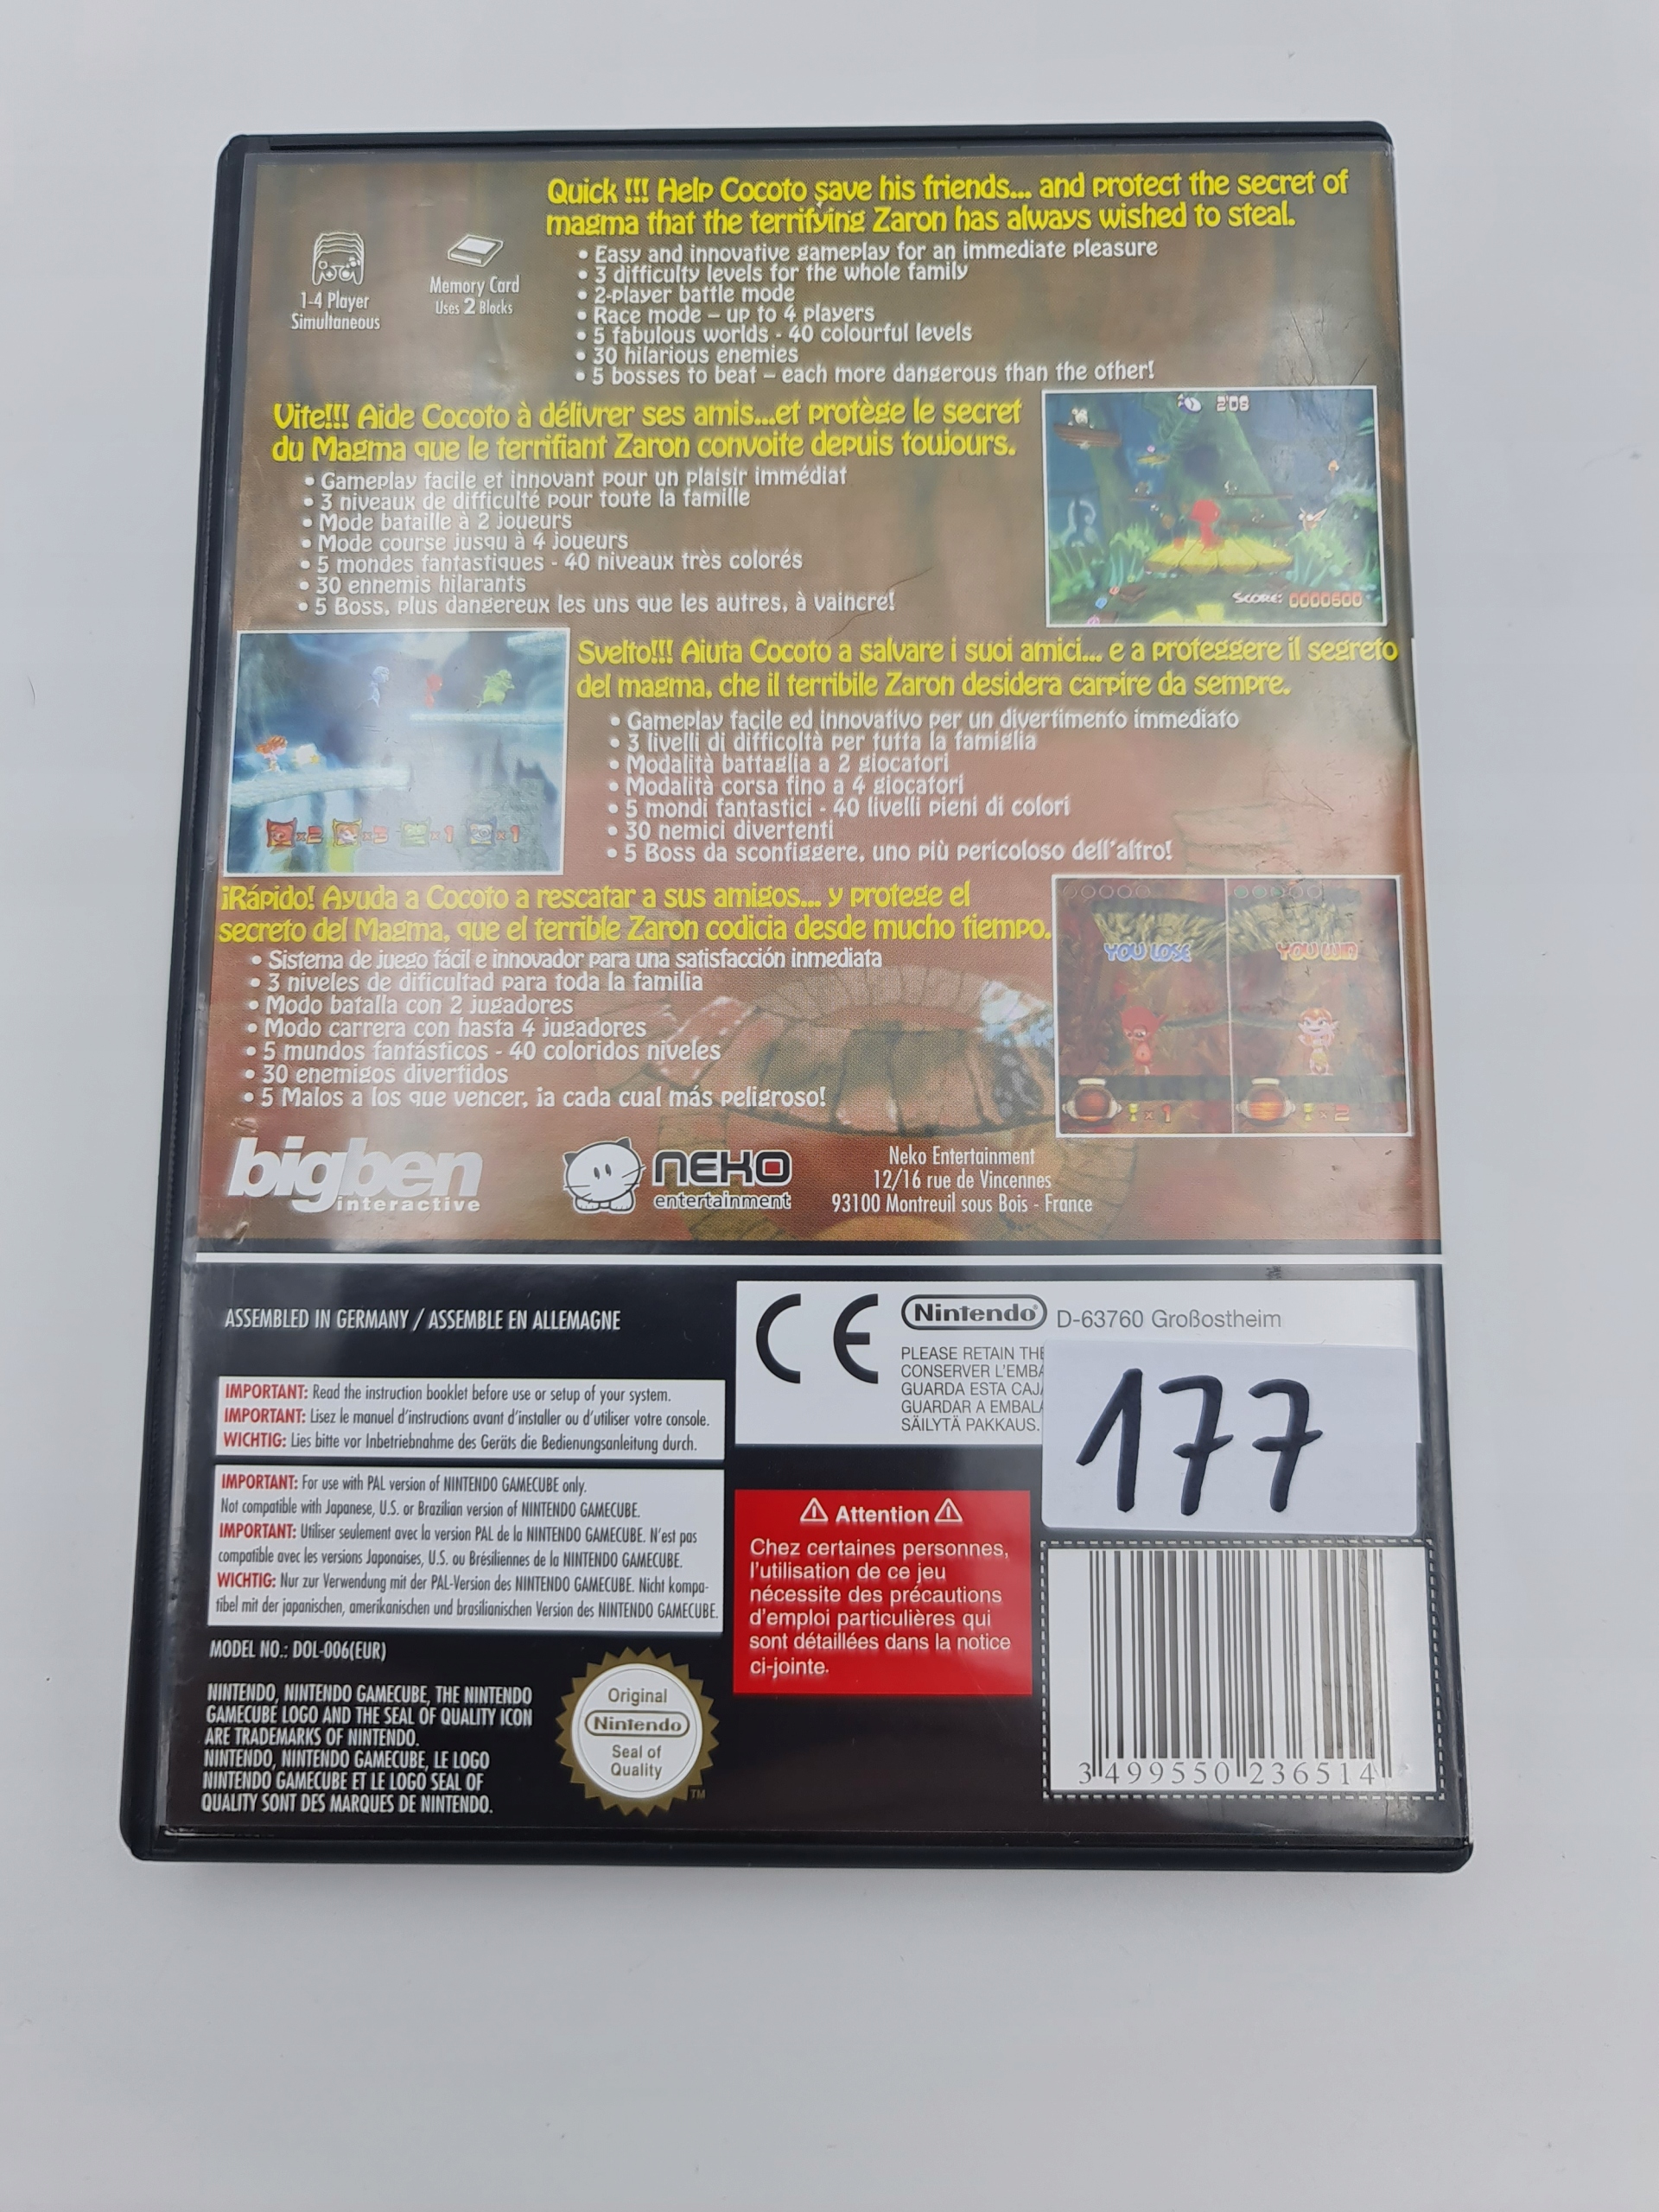 Quick !!! Help Cocoto save his friends... and protect the secret of
magma that the terrifying Zaron has always wished to steal.
1-4 Player
Simultaneous
Memory Card
Uses 2 Blocks
• Easy and innovative gameplay for an immediate pleasure
• 3 difficulty levels for the whole family
• 2-player battle mode
• Race mode – up to 4 players
• 5 fabulous worlds - 40 colourful levels
• 30 hilarious enemies
• 5 bosses to beat – each more dangerous than the other!
Vite!!! Aide Cocoto à délivrer ses amis...et protège le secret
du Magma que le terrifiant Zaron convoite depuis toujours.
• Gameplay facile et innovant pour un plaisir immédiat
• 3 niveaux de difficulté pour toute la famille
• Mode bataille à 2 joueurs
• Mode course jusqu à 4 joueurs
• 5 mondes fantastiques - 40 niveaux très colorés
• 30 ennemis hilarants
• 5 Boss, plus dangereux les uns que les autres, à vaincre!
2'06
SCORE: 0000600
Svelto!!! Aiuta Cocoto a salvare i suoi amici... e a proteggere il segreto
del magma, che il terribile Zaron desidera carpire da sempre.
• Gameplay facile ed innovativo per un divertimento immediato
• 3 livelli di difficoltà per tutta la famiglia
• Modalità battaglia a 2 giocatori
• Modalità corsa fino a 4 giocatori
• 5 mondi fantastici - 40 livelli pieni di colori
• 30 nemici divertenti
• 5 Boss da sconfiggere, uno più pericoloso dell'altro!
x2 x3 x1 x1
¡Rápido! Ayuda a Cocoto a rescatar a sus amigos... y protege el
secreto del Magma, que el terrible Zaron codicia desde mucho tiempo.
• Sistema de juego fácil e innovador para una satisfacción inmediata
• 3 niveles de dificultad para toda la familia
• Modo batalla con 2 jugadores
• Modo carrera con hasta 4 jugadores
• 5 mundos fantásticos - 40 coloridos niveles
• 30 enemigos divertidos
• 5 Malos a los que vencer, ¡a cada cual más peligroso!
YOU LOSE
YOU WIN
x 1
x 2
bigben
interactive
NEKO
entertainment
Neko Entertainment
12/16 rue de Vincennes
93100 Montreuil sous Bois - France
ASSEMBLED IN GERMANY / ASSEMBLE EN ALLEMAGNE
CE
Nintendo® D-63760 Großostheim
PLEASE RETAIN THE
CONSERVER L'EMBA
GUARDA ESTA CAJ
GUARDAR A EMBALA
SÄILYTÄ PAKKAUS.
177
IMPORTANT: Read the instruction booklet before use or setup of your system.
IMPORTANT: Lisez le manuel d'instructions avant d'installer ou d'utiliser votre console.
WICHTIG: Lies bitte vor Inbetriebnahme des Geräts die Bedienungsanleitung durch.
IMPORTANT: For use with PAL version of NINTENDO GAMECUBE only.
Not compatible with Japanese, U.S. or Brazilian version of NINTENDO GAMECUBE.
IMPORTANT: Utiliser seulement avec la version PAL de la NINTENDO GAMECUBE. N'est pas
compatible avec les versions Japonaises, U.S. ou Brésiliennes de la NINTENDO GAMECUBE.
WICHTIG: Nur zur Verwendung mit der PAL-Version des NINTENDO GAMECUBE. Nicht kompa-
tibel mit der japanischen, amerikanischen und brasilianischen Version des NINTENDO GAMECUBE.
Attention
Chez certaines personnes,
l'utilisation de ce jeu
nécessite des précautions
d'emploi particulières qui
sont détaillées dans la notice
ci-jointe.
MODEL NO.: DOL-006(EUR)
NINTENDO, NINTENDO GAMECUBE, THE NINTENDO
GAMECUBE LOGO AND THE SEAL OF QUALITY ICON
ARE TRADEMARKS OF NINTENDO.
NINTENDO, NINTENDO GAMECUBE, LE LOGO
NINTENDO GAMECUBE ET LE LOGO SEAL OF
QUALITY SONT DES MARQUES DE NINTENDO.
Original
Nintendo
Seal of
Quality
TM
3 499550 236514